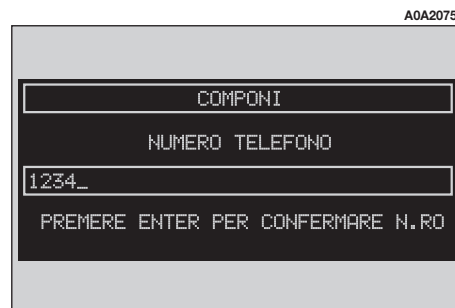 A0A2075
COMPONI
NUMERO TELEFONO
1234_
PREMERE ENTER PER CONFERMARE N.RO